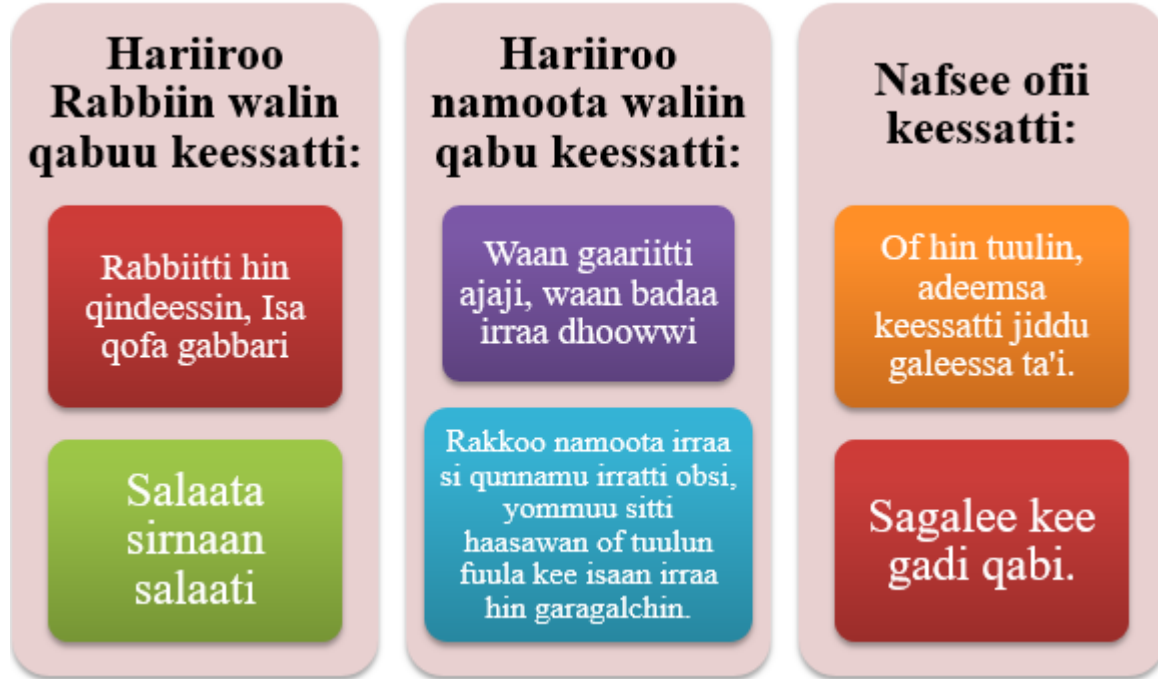 Hariiroo
Rabbiin walin
qabuu keessatti:
Rabbiitti hin
qindeessin, Isa
qofa gabbari
Salaata
sirnaan
salaati
Hariiroo
namoota waliin
qabu keessatti:
Waan gaariitti
ajaji, waan badaa
irraa dhoowwi
Rakkoo namoota irraa
si qunnamu irratti obsi,
yommuu sitti
haasawan of tuulun
fuula kee isaan irraa
hin garagalchin.
Nafsee ofii
keessatti:
Of hin tuulin,
adeemsa
keessatti jiddu
galeessa ta'i.
Sagalee kee
gadi qabi.